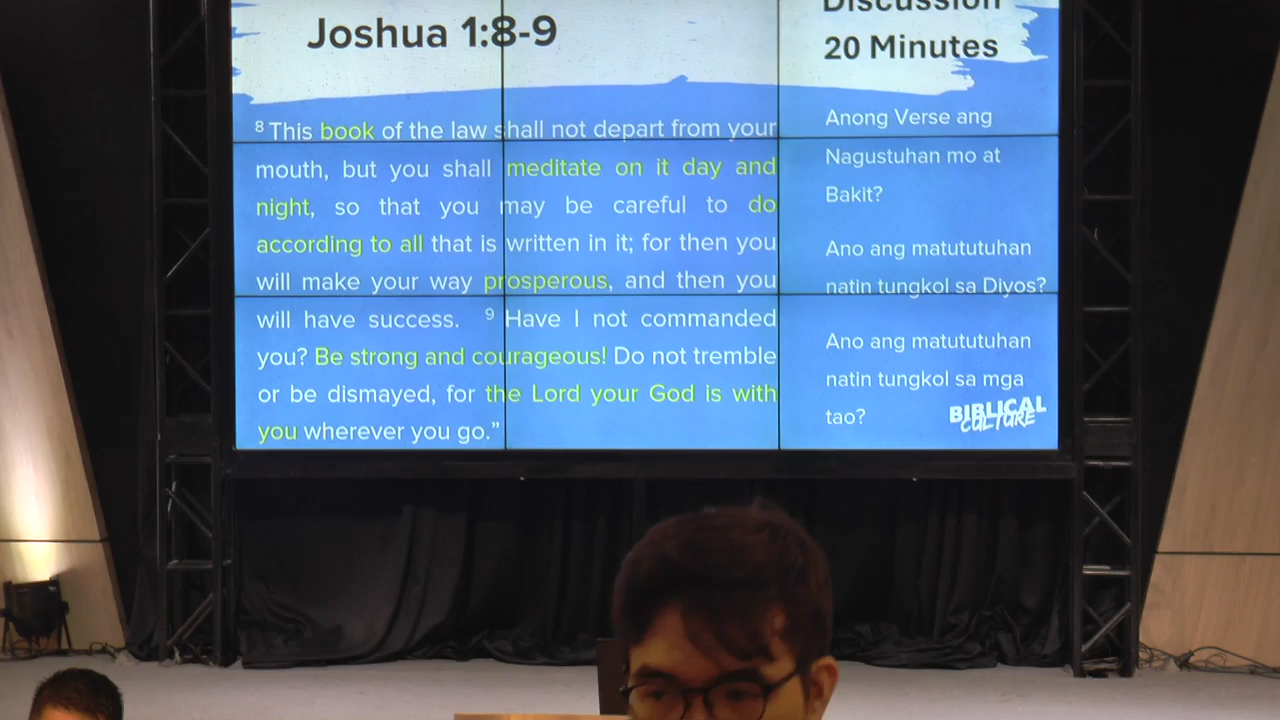 Joshua 1:8-9
⁸ This book of the law shall not depart from your
mouth, but you shall meditate on it day and
night, so that you may be careful to do
according to all that is written in it; for then you
will make your way prosperous, and then you
will have success. ⁹ Have I not commanded
you? Be strong and courageous! Do not tremble
or be dismayed, for the Lord your God is with
you wherever you go.”
Discussion
20 Minutes
Anong Verse ang
Nagustuhan mo at
Bakit?
Ano ang matututuhan
natin tungkol sa Diyos?
Ano ang matututuhan
natin tungkol sa mga
tao?
BIBLICAL
CULTURE